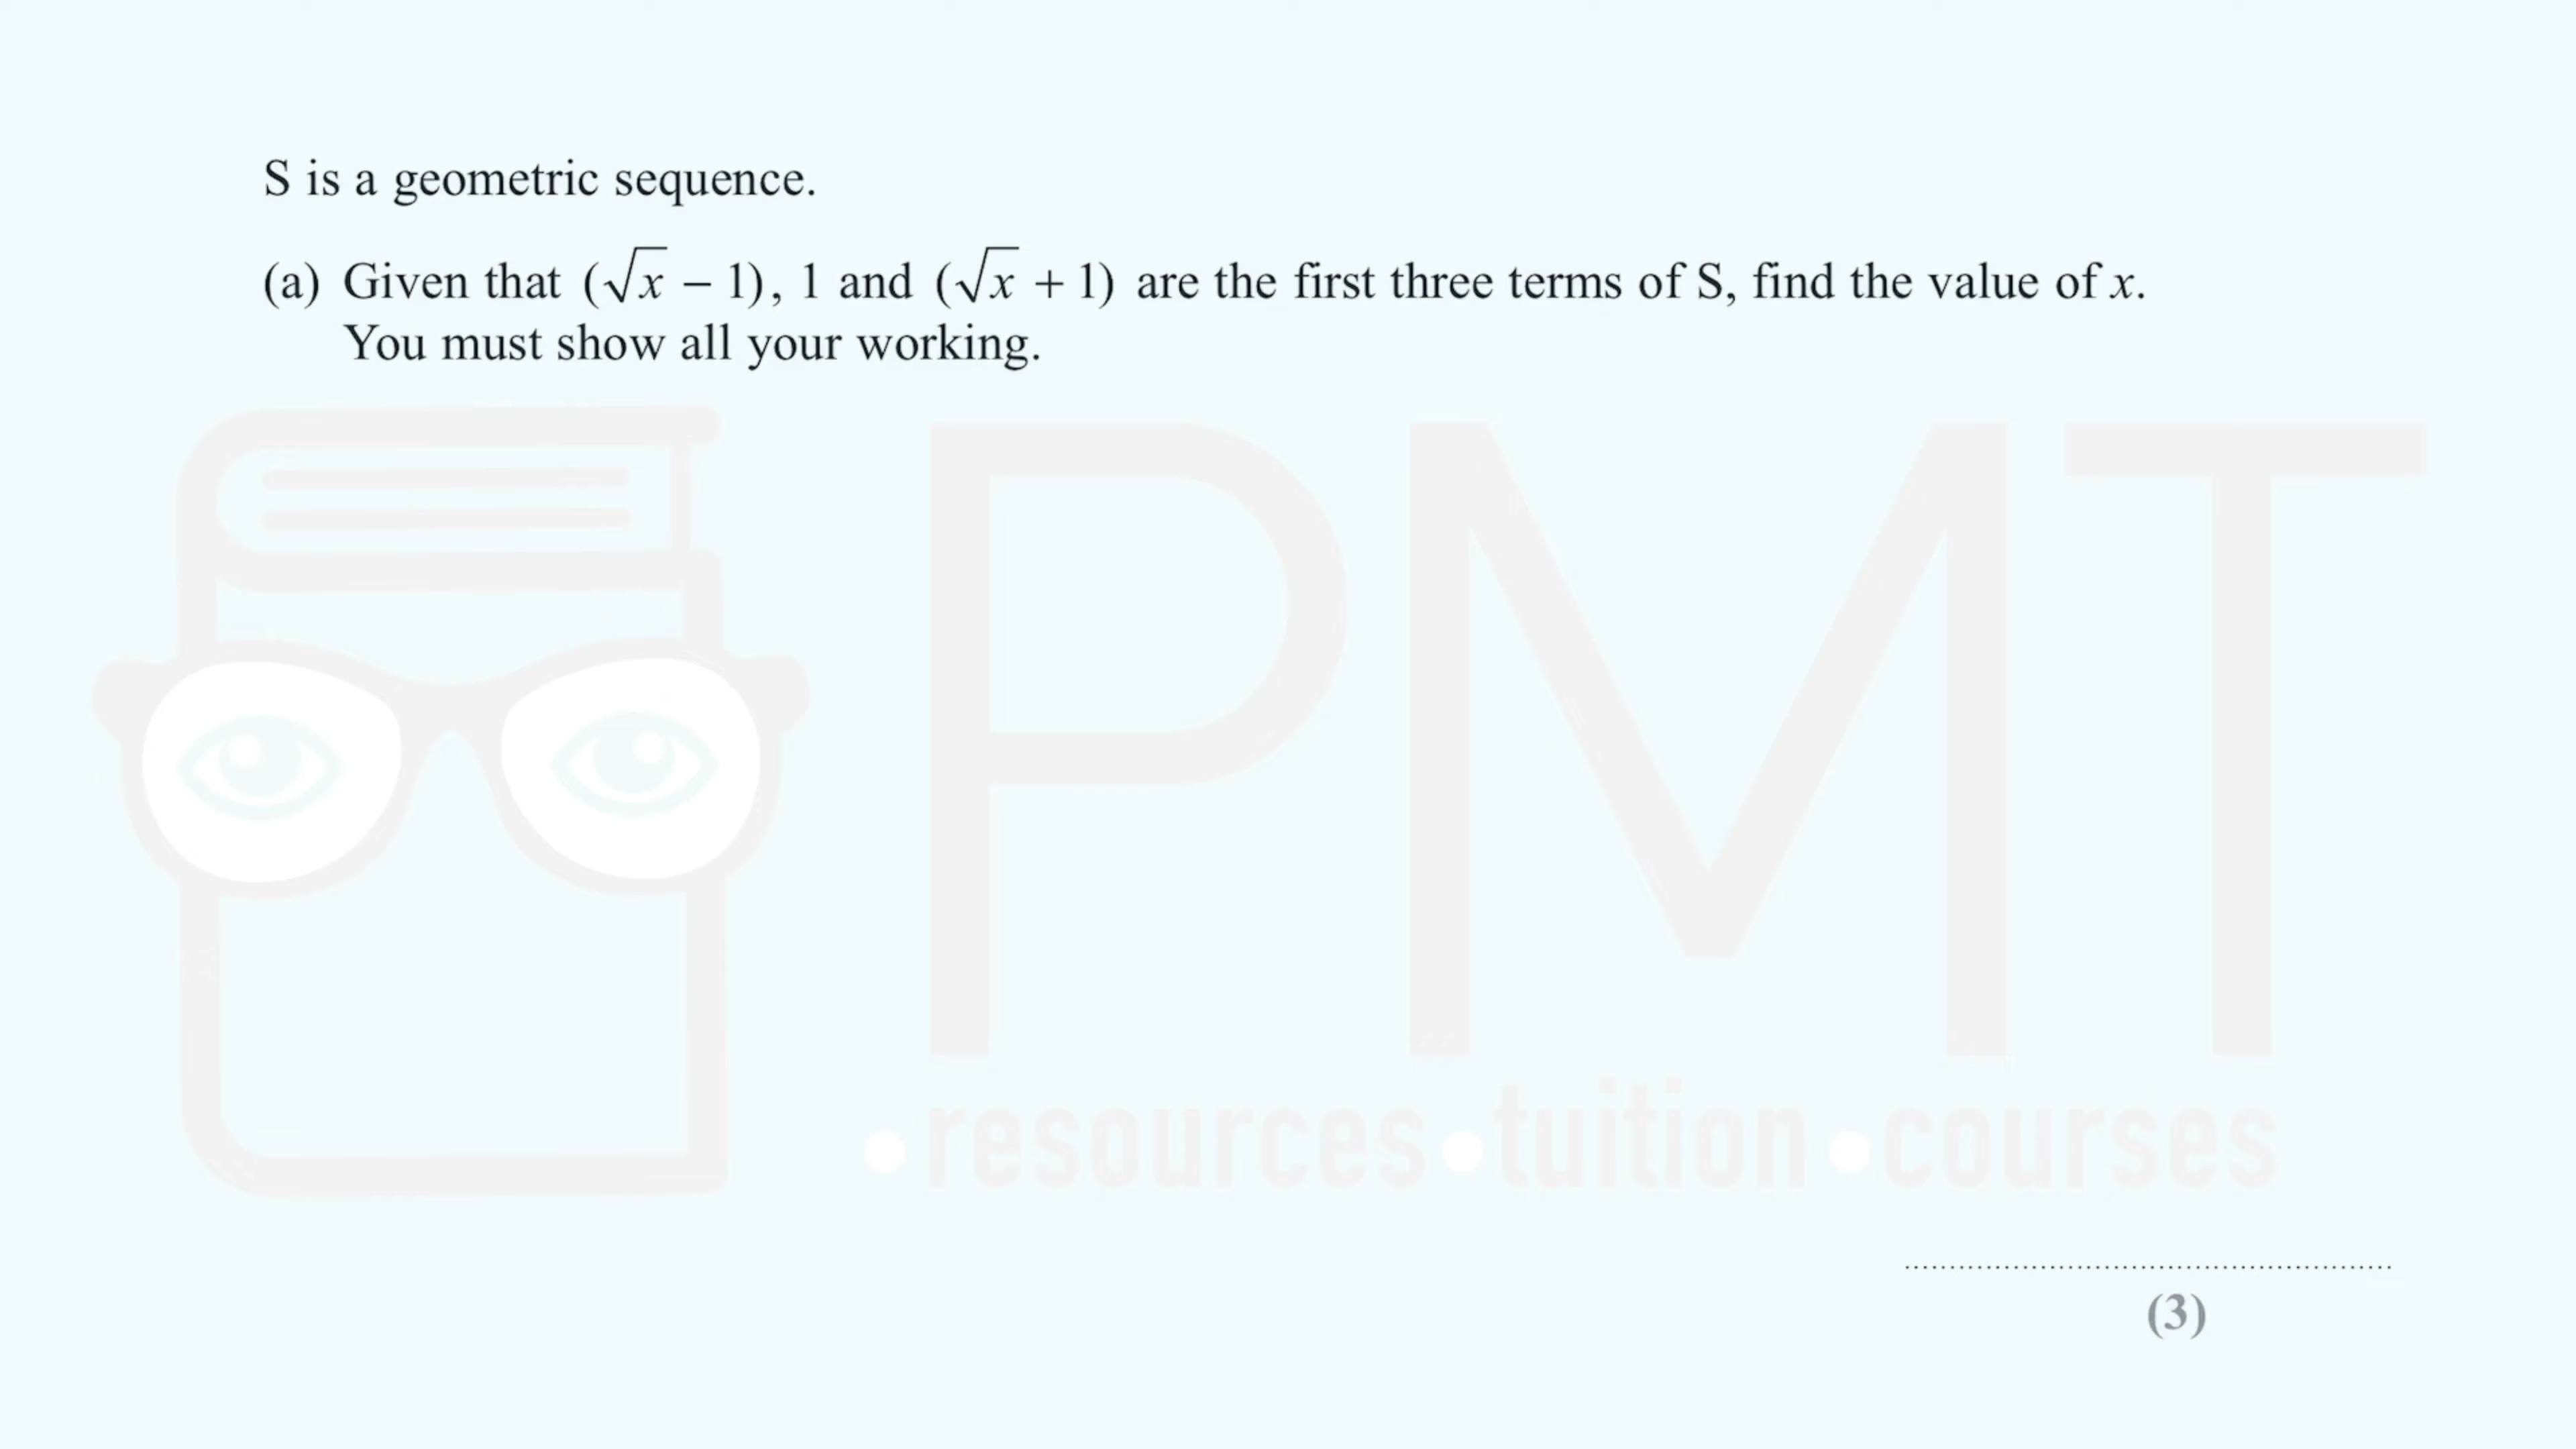 S is a geometric sequence.
(a) Given that (√x − 1), 1 and (√x + 1) are the first three terms of S, find the value of x.
You must show all your working.
PMT
•resources•tuition•courses
................................................
(3)